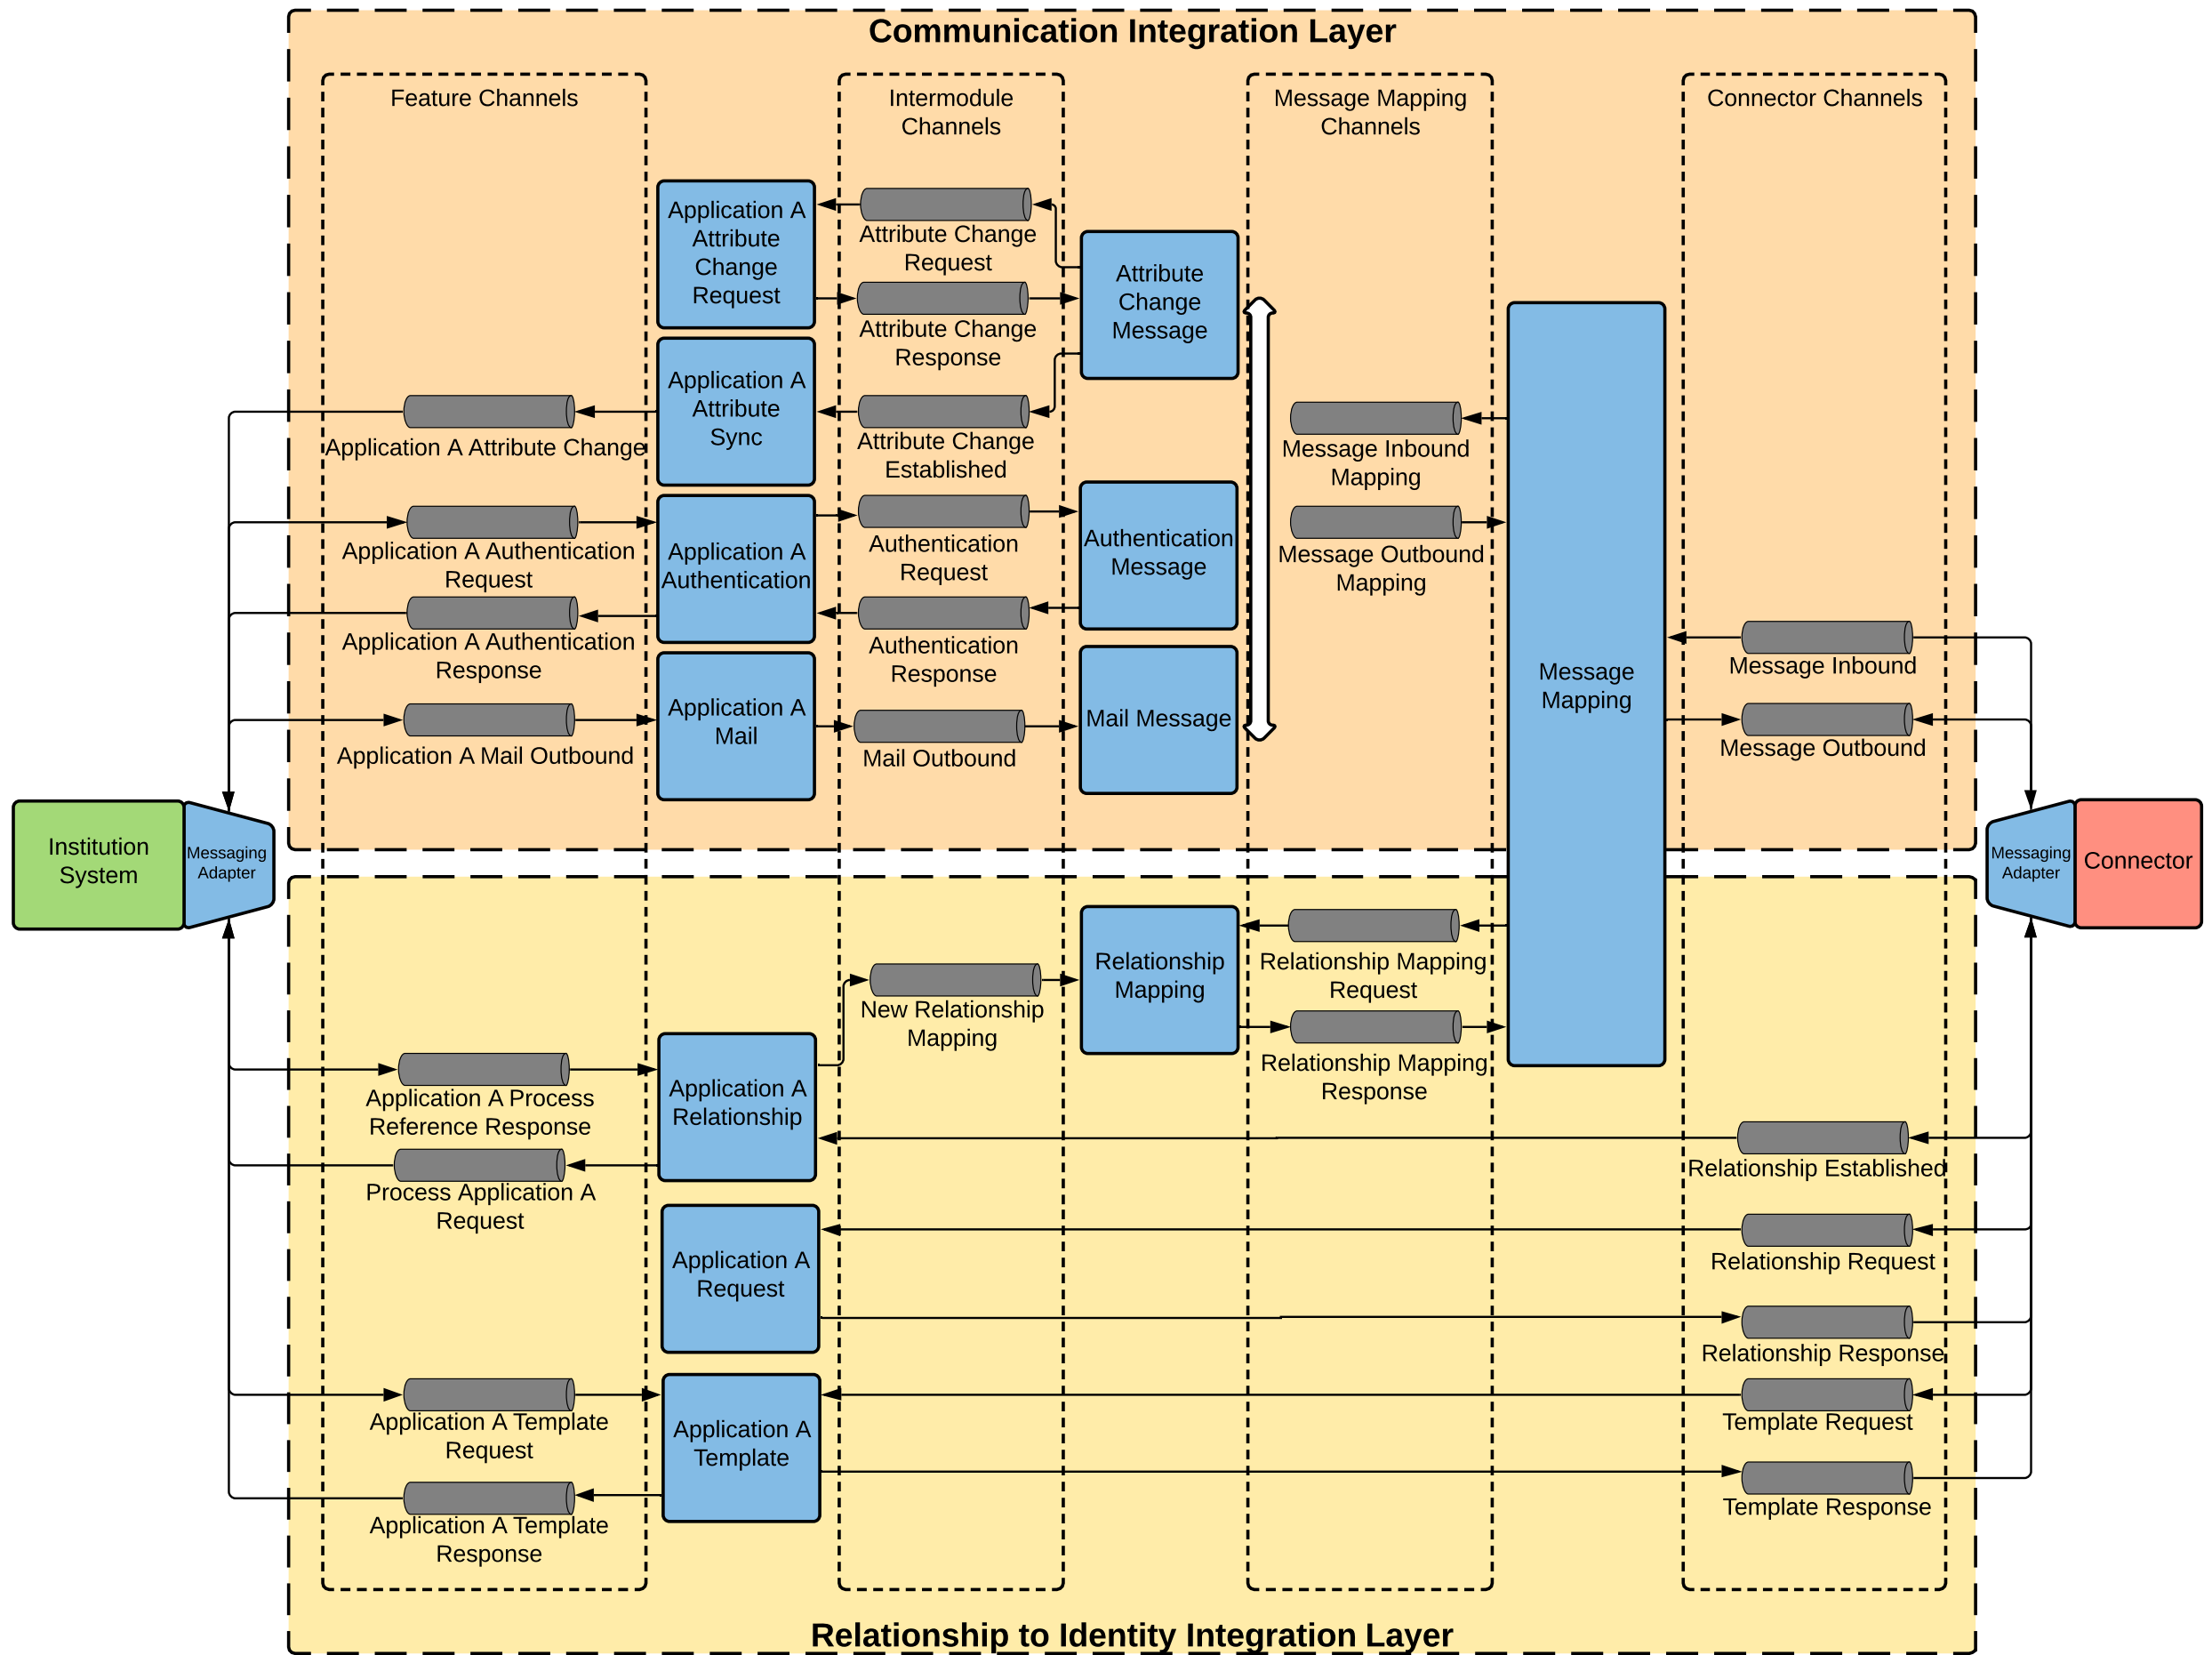 Communication Integration Layer
Feature Channels
Intermodule
Channels
Message Mapping
Channels
Connector Channels
Application A
Attribute
Change
Request
Attribute Change
Request
Attribute Change
Response
Attribute
Change
Message
Application A
Attribute
Sync
Application A Attribute Change
Attribute Change
Established
Message Inbound
Mapping
Application A Authentication
Request
Application A
Authentication
Authentication
Request
Authentication
Message
Message Outbound
Mapping
Application A Authentication
Response
Authentication
Response
Message Inbound
Message
Mapping
Application A Mail Outbound
Application A
Mail
Mail Outbound
Mail Message
Message Outbound
Institution
System
Messaging
Adapter
Messaging
Adapter
Connector
New Relationship
Mapping
Relationship
Mapping
Relationship Mapping
Request
Relationship Mapping
Response
Application A Process
Reference Response
Application A
Relationship
Relationship Established
Process Application A
Request
Application A
Request
Relationship Request
Relationship Response
Application A Template
Request
Application A
Template
Template Request
Application A Template
Response
Template Response
Relationship to Identity Integration Layer